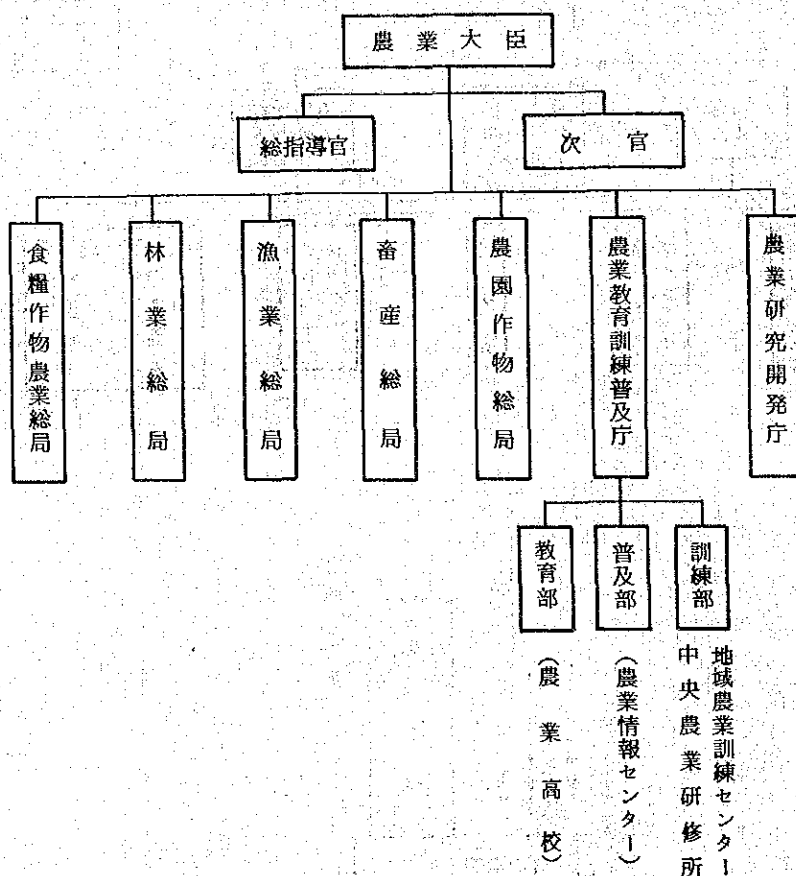 農業大臣
総指導官
次官
食糧作物農業総局
林業総局
漁業総局
畜産総局
農園作物総局
農業教育訓練普及庁
農業研究開発庁
教育部
普及部
訓練部
(農業高校)
(農業情報センター)
地域農業訓練センター
中央農業研修所